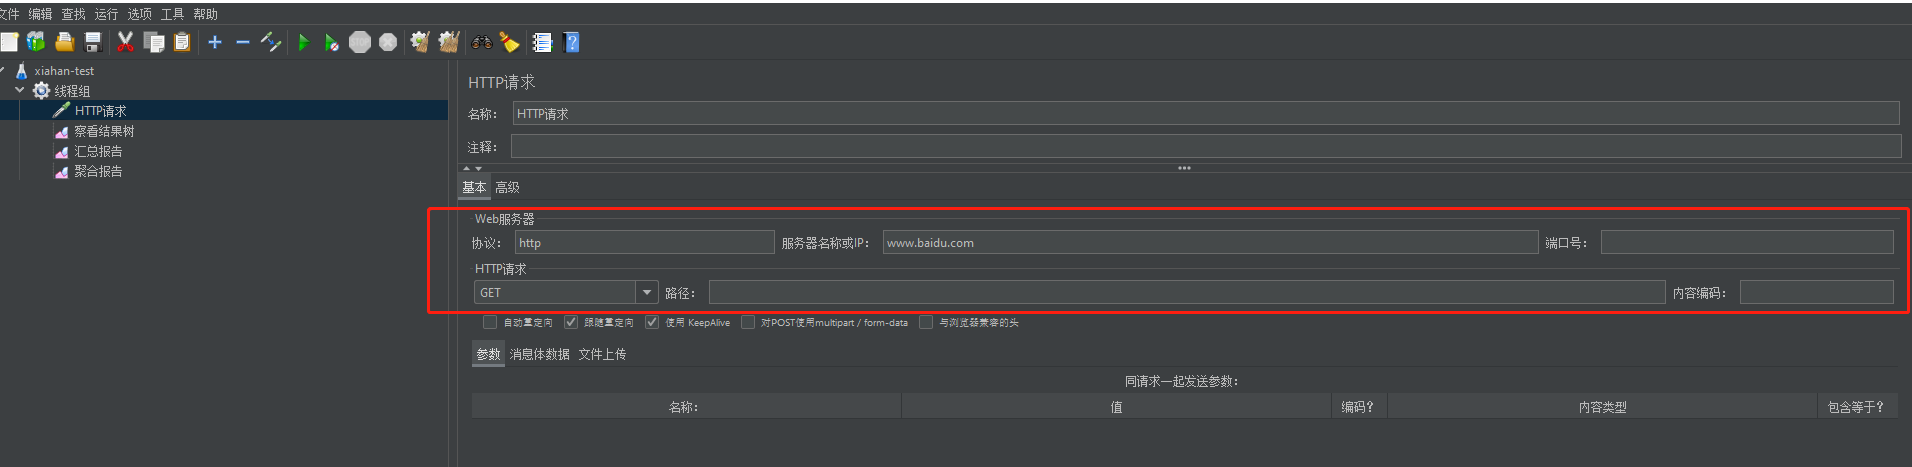 文件 编辑 查找 运行 选项 工具 帮助
xiahan-test
线程组
HTTP请求
察看结果树
汇总报告
聚合报告
HTTP请求
名称： HTTP请求
注释：
基本 高级
Web服务器
协议： http 服务器名称或IP： www.baidu.com 端口号：
HTTP请求
GET 路径： 内容编码：
自动重定向 跟随重定向 使用 KeepAlive 对POST使用multipart / form-data 与浏览器兼容的头
参数 消息体数据 文件上传
同请求一起发送参数：
名称： 值 编码? 内容类型 包含等于?